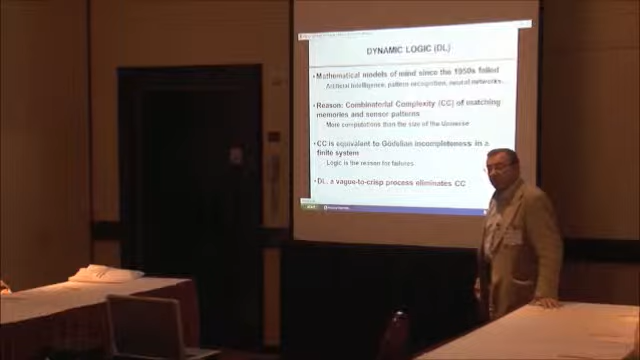 DYNAMIC LOGIC (DL)
• Mathematical models of mind since the 1950s failed
Artificial intelligence, pattern recognition, neural networks...
• Reason: Combinatorial Complexity (CC) of matching
memories and sensor patterns
- More computations than the size of the Universe
• CC is equivalent to Gödelian incompleteness in a
finite system
- Logic is the reason for failures
• DL, a vague-to-crisp process eliminates CC